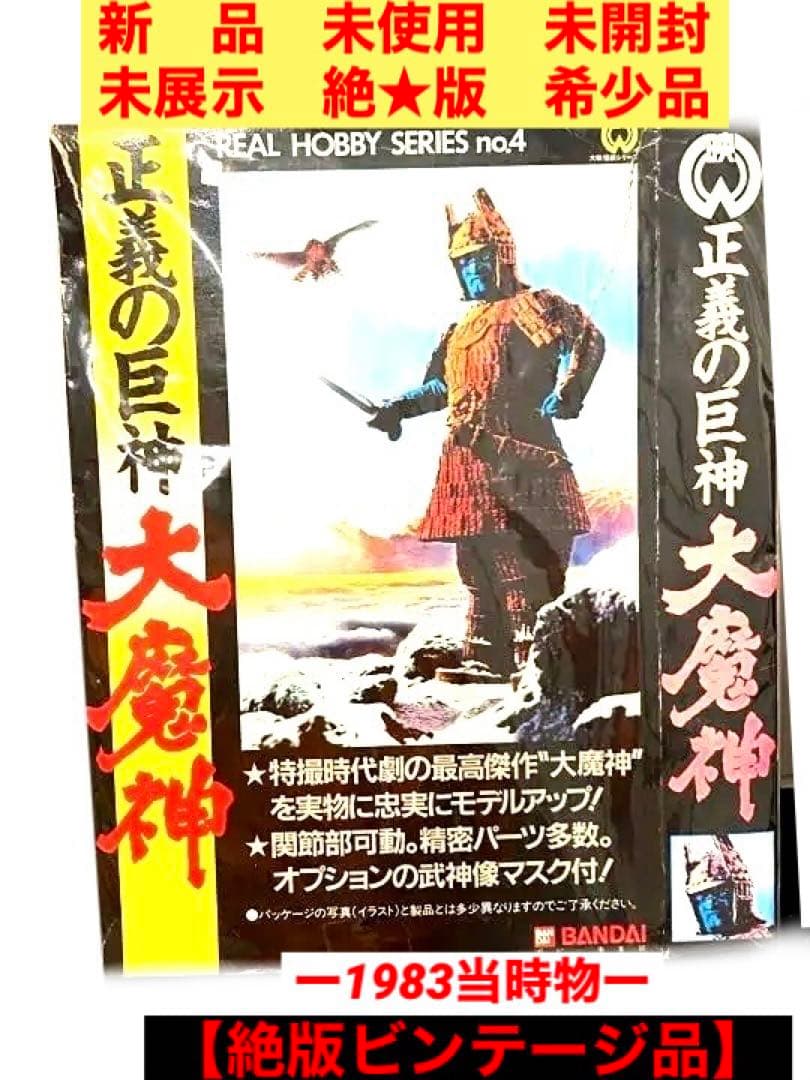 新 品 未使用 未開封
未展示 絶★版 希少品
REAL HOBBY SERIES no.4
正義の巨神
大魔神
★特撮時代劇の最高傑作"大魔神"
を実物に忠実にモデルアップ!
★関節部可動。精密パーツ多数。
オプションの武神像マスク付!
●パッケージの写真(イラスト)と製品とは多少異なりますのでご了承ください。
BANDAI
正義の巨神
大魔神
ー1983当時物ー
【絶版ビンテージ品】